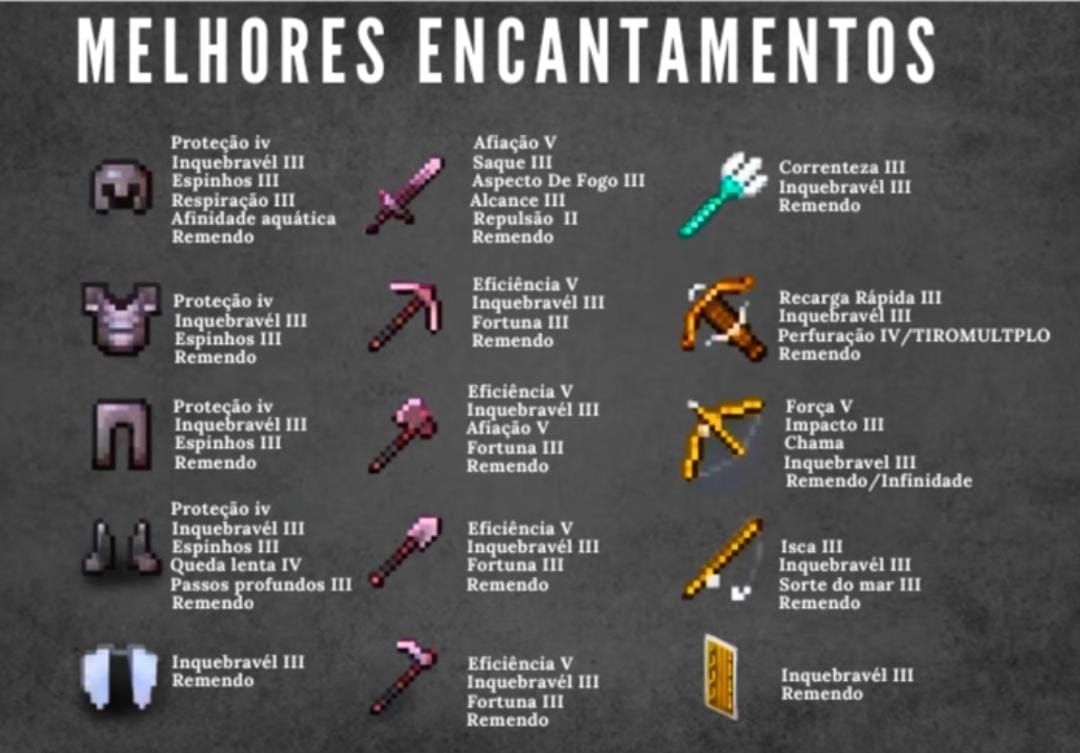 MELHORES ENCANTAMENTOS
Proteção iv
Inquebravél III
Espinhos III
Respiração III
Afinidade aquática
Remendo
Afiação V
Saque III
Aspecto De Fogo III
Alcance III
Repulsão II
Remendo
Correnteza III
Inquebravél III
Remendo
Proteção iv
Inquebravél III
Espinhos III
Remendo
Eficiência V
Inquebravél III
Fortuna III
Remendo
Recarga Rápida III
Inquebravél III
Perfuração IV/TIROMULTPLO
Remendo
Proteção iv
Inquebravél III
Espinhos III
Remendo
Eficiência V
Inquebravél III
Afiação V
Fortuna III
Remendo
Força V
Impacto III
Chama
Inquebravel III
Remendo/Infinidade
Proteção iv
Inquebravél III
Espinhos III
Queda lenta IV
Passos profundos III
Remendo
Eficiência V
Inquebravél III
Fortuna III
Remendo
Isca III
Inquebravél III
Sorte do mar III
Remendo
Inquebravél III
Remendo
Eficiência V
Inquebravél III
Fortuna III
Remendo
Inquebravél III
Remendo